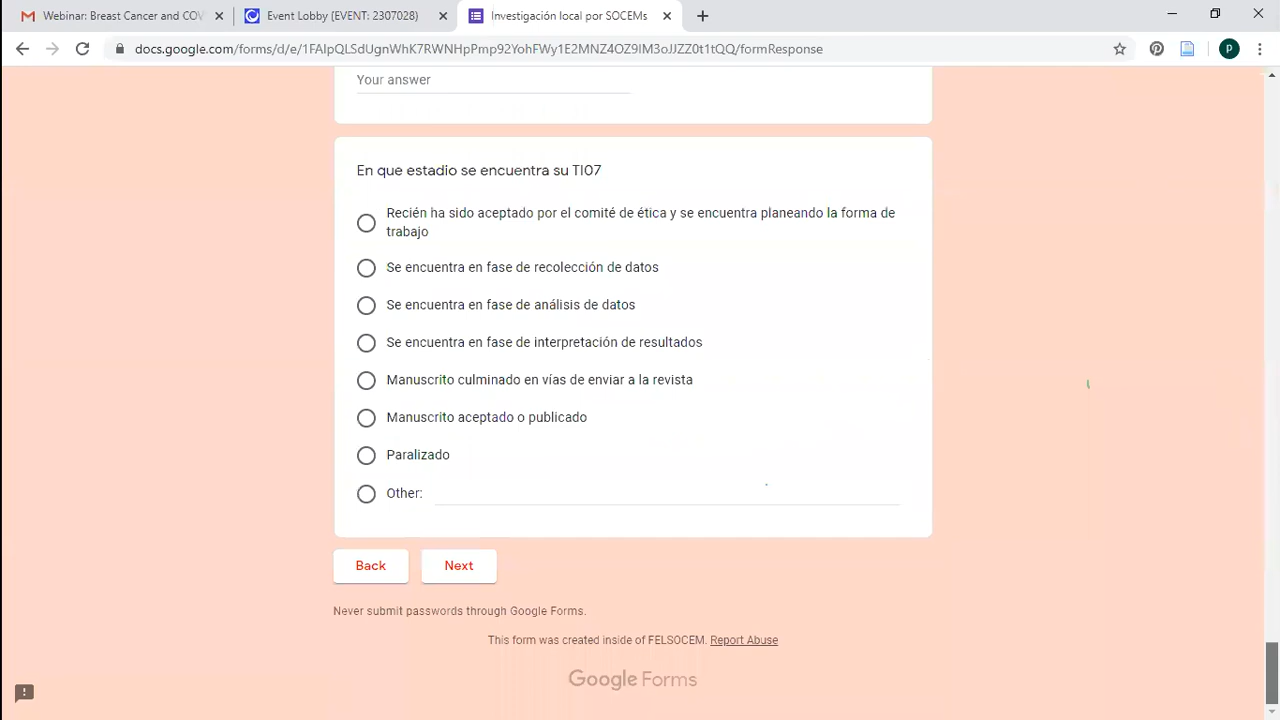 Webinar: Breast Cancer and COV
Event Lobby (EVENT: 2307028)
Investigación local por SOCEMs
docs.google.com/forms/d/e/1FAIpQLSdUgnWhK7RWNHpPmp92YohFWy1E2MNZ4OZ9IM3oJJZZ0t1tQQ/formResponse
P
Your answer
En que estadio se encuentra su TI07
Recién ha sido aceptado por el comité de ética y se encuentra planeando la forma de
trabajo
Se encuentra en fase de recolección de datos
Se encuentra en fase de análisis de datos
Se encuentra en fase de interpretación de resultados
Manuscrito culminado en vías de enviar a la revista
Manuscrito aceptado o publicado
Paralizado
Other:
Back
Next
Never submit passwords through Google Forms.
This form was created inside of FELSOCEM. Report Abuse
Google Forms